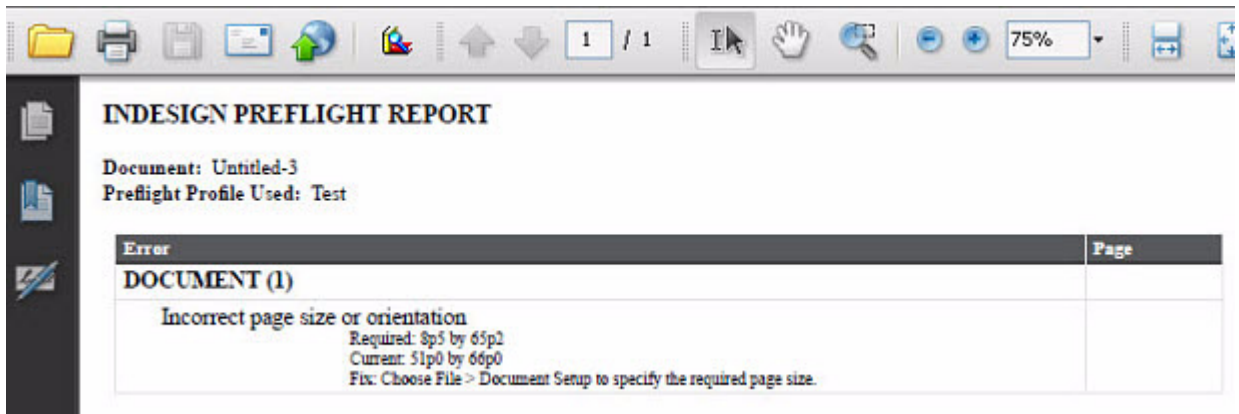 1 / 1 75%
INDESIGN PREFLIGHT REPORT
Document: Untitled-3
Preflight Profile Used: Test
Error Page
DOCUMENT (1)
Incorrect page size or orientation
Required: 8p5 by 65p2
Current: 51p0 by 66p0
Fix: Choose File > Document Setup to specify the required page size.